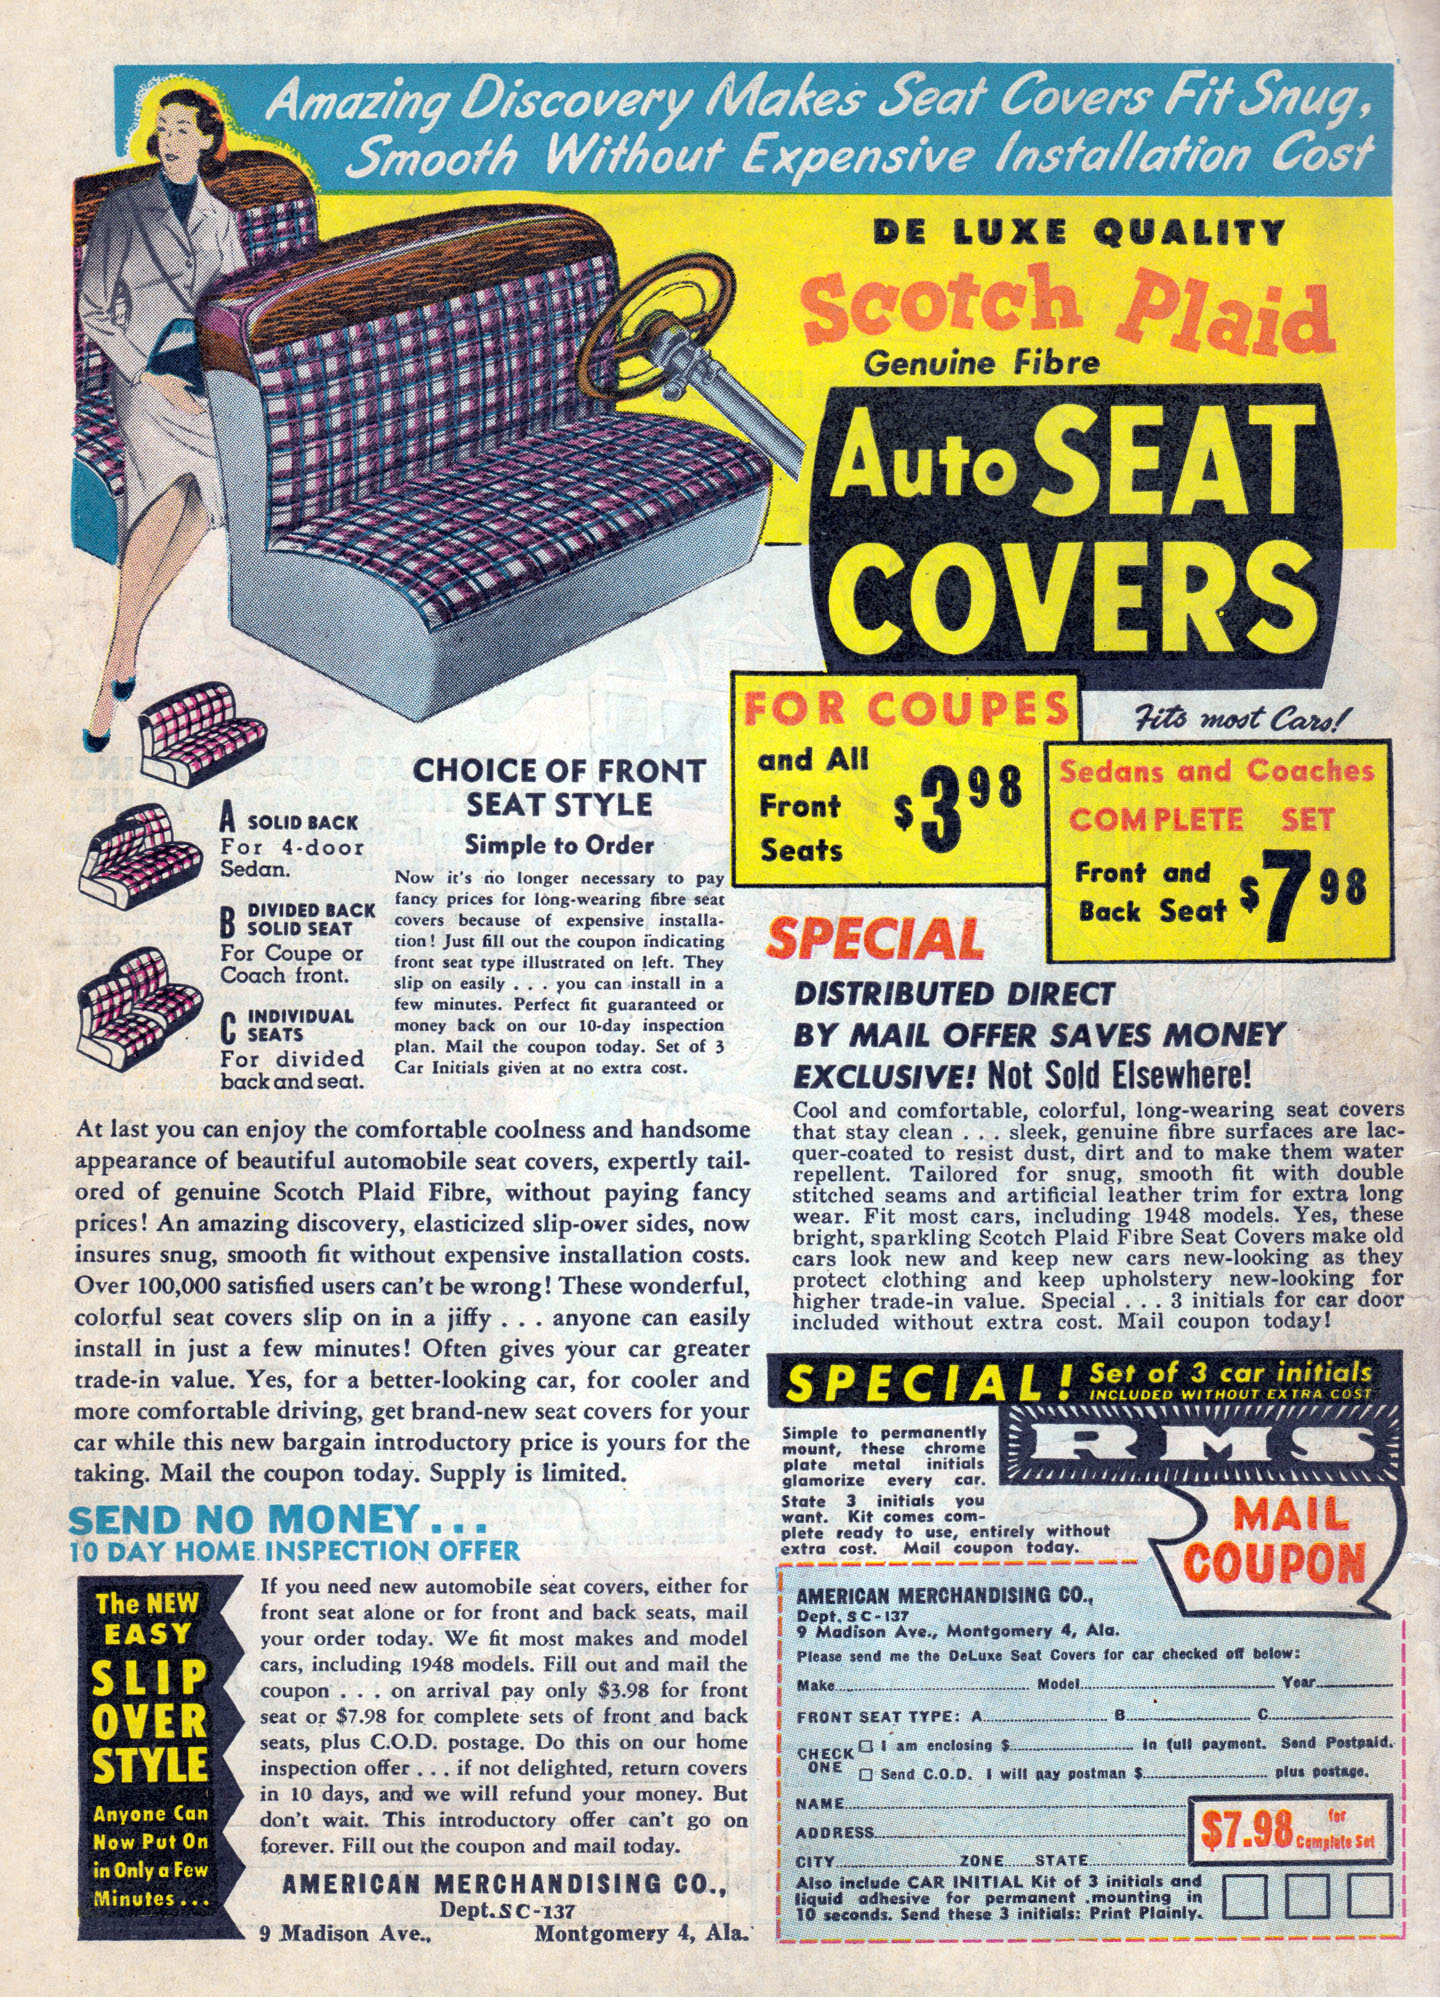 Amazing Discovery Makes Seat Covers Fit Snug,
Smooth Without Expensive Installation Cost
DE LUXE QUALITY
Scotch Plaid
Genuine Fibre
Auto SEAT
COVERS
FOR COUPES
and All
Front
Seats
$3.98
Fits most Cars!
Sedans and Coaches
COMPLETE SET
Front and
Back Seat
$7.98
CHOICE OF FRONT
SEAT STYLE
Simple to Order
A SOLID BACK
For 4-door
Sedan.
B DIVIDED BACK
SOLID SEAT
For Coupe or
Coach front.
C INDIVIDUAL
SEATS
For divided
back and seat.
Now it's no longer necessary to pay
fancy prices for long-wearing fibre seat
covers because of expensive installa-
tion! Just fill out the coupon indicating
front seat type illustrated on left. They
slip on easily . . . you can install in a
few minutes. Perfect fit guaranteed or
money back on our 10-day inspection
plan. Mail the coupon today. Set of 3
Car Initials given at no extra cost.
At last you can enjoy the comfortable coolness and handsome
appearance of beautiful automobile seat covers, expertly tail-
ored of genuine Scotch Plaid Fibre, without paying fancy
prices! An amazing discovery, elasticized slip-over sides, now
insures snug, smooth fit without expensive installation costs.
Over 100,000 satisfied users can't be wrong! These wonderful,
colorful seat covers slip on in a jiffy . . . anyone can easily
install in just a few minutes! Often gives your car greater
trade-in value. Yes, for a better-looking car, for cooler and
more comfortable driving, get brand-new seat covers for your
car while this new bargain introductory price is yours for the
taking. Mail the coupon today. Supply is limited.
SEND NO MONEY . . .
10 DAY HOME INSPECTION OFFER
The NEW
EASY
SLIP
OVER
STYLE
Anyone Can
Now Put On
in Only a Few
Minutes . . .
If you need new automobile seat covers, either for
front seat alone or for front and back seats, mail
your order today. We fit most makes and model
cars, including 1948 models. Fill out and mail the
coupon . . . on arrival pay only $3.98 for front
seat or $7.98 for complete sets of front and back
seats, plus C.O.D. postage. Do this on our home
inspection offer . . . if not delighted, return covers
in 10 days, and we will refund your money. But
don't wait. This introductory offer can't go on
forever. Fill out the coupon and mail today.
AMERICAN MERCHANDISING CO.,
Dept. SC-137
9 Madison Ave., Montgomery 4, Ala.
SPECIAL
DISTRIBUTED DIRECT
BY MAIL OFFER SAVES MONEY
EXCLUSIVE! Not Sold Elsewhere!
Cool and comfortable, colorful, long-wearing seat covers
that stay clean . . . sleek, genuine fibre surfaces are lac-
quer-coated to resist dust, dirt and to make them water
repellent. Tailored for snug, smooth fit with double
stitched seams and artificial leather trim for extra long
wear. Fit most cars, including 1948 models. Yes, these
bright, sparkling Scotch Plaid Fibre Seat Covers make old
cars look new and keep new cars new-looking as they
protect clothing and keep upholstery new-looking for
higher trade-in value. Special . . . 3 initials for car door
included without extra cost. Mail coupon today!
SPECIAL! Set of 3 car initials
INCLUDED WITHOUT EXTRA COST
Simple to permanently
mount, these chrome
plate metal initials
glamorize every car.
State 3 initials you
want. Kit comes com-
plete ready to use, entirely without
extra cost. Mail coupon today.
RMS
MAIL
COUPON
AMERICAN MERCHANDISING CO.,
Dept. SC-137
9 Madison Ave., Montgomery 4, Ala.
Please send me the DeLuxe Seat Covers for car checked off below:
Make Model Year
FRONT SEAT TYPE: A B C
CHECK ONE
I am enclosing $ in full payment. Send Postpaid.
Send C.O.D. I will pay postman $ plus postage.
NAME
ADDRESS
CITY ZONE STATE
$7.98 for Complete Set
Also include CAR INITIAL Kit of 3 initials and
liquid adhesive for permanent mounting in
10 seconds. Send these 3 initials: Print Plainly.